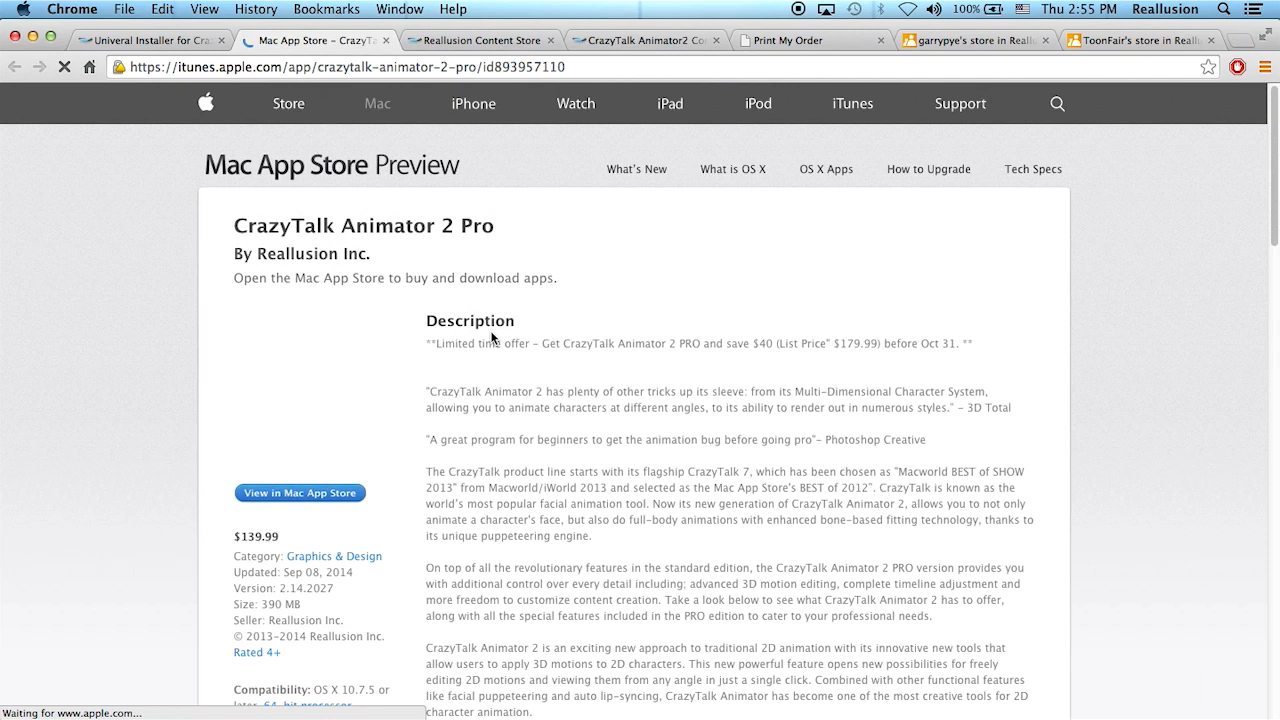 Chrome File Edit View History Bookmarks Window Help 100% Thu 2:55 PM Reallusion
Univeral Installer for Cra × Mac App Store - CrazyTa × Reallusion Content Store × CrazyTalk Animator2 Co × Print My Order × garrypye's store in Reall × ToonFair's store in Reallu ×
https://itunes.apple.com/app/crazytalk-animator-2-pro/id893957110
Store Mac iPhone Watch iPad iPod iTunes Support
Mac App Store Preview
What's New What is OS X OS X Apps How to Upgrade Tech Specs
CrazyTalk Animator 2 Pro
By Reallusion Inc.
Open the Mac App Store to buy and download apps.
Description
**Limited time offer - Get CrazyTalk Animator 2 PRO and save $40 (List Price" $179.99) before Oct 31. **
"CrazyTalk Animator 2 has plenty of other tricks up its sleeve: from its Multi-Dimensional Character System,
allowing you to animate characters at different angles, to its ability to render out in numerous styles." - 3D Total
"A great program for beginners to get the animation bug before going pro"- Photoshop Creative
The CrazyTalk product line starts with its flagship CrazyTalk 7, which has been chosen as "Macworld BEST of SHOW
2013" from Macworld/iWorld 2013 and selected as the Mac App Store's BEST of 2012". CrazyTalk is known as the
world's most popular facial animation tool. Now its new generation of CrazyTalk Animator 2, allows you to not only
animate a character's face, but also do full-body animations with enhanced bone-based fitting technology, thanks to
its unique puppeteering engine.
On top of all the revolutionary features in the standard edition, the CrazyTalk Animator 2 PRO version provides you
with additional control over every detail including; advanced 3D motion editing, complete timeline adjustment and
more freedom to customize content creation. Take a look below to see what CrazyTalk Animator 2 has to offer,
along with all the special features included in the PRO edition to cater to your professional needs.
CrazyTalk Animator 2 is an exciting new approach to traditional 2D animation with its innovative new tools that
allow users to apply 3D motions to 2D characters. This new powerful feature opens new possibilities for freely
editing 2D motions and viewing them from any angle in just a single click. Combined with other functional features
like facial puppeteering and auto lip-syncing, CrazyTalk Animator has become one of the most creative tools for 2D
character animation.
View in Mac App Store
$139.99
Category: Graphics & Design
Updated: Sep 08, 2014
Version: 2.14.2027
Size: 390 MB
Seller: Reallusion Inc.
© 2013-2014 Reallusion Inc.
Rated 4+
Compatibility: OS X 10.7.5 or
later, 64-bit processor
Waiting for www.apple.com...